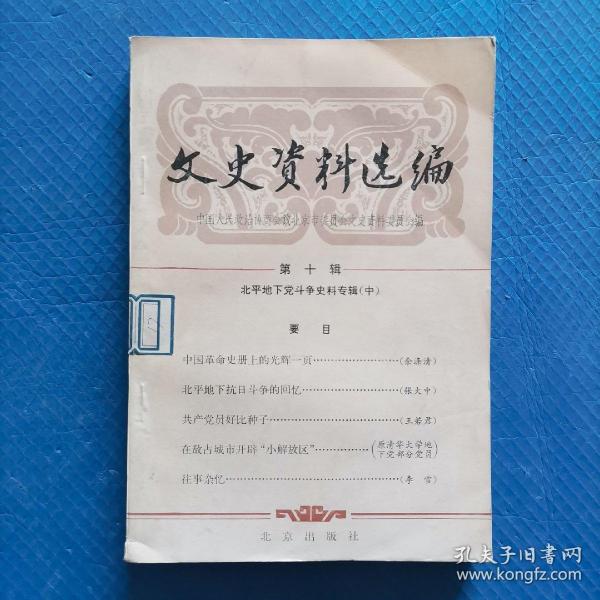 文史資料选編
中国人民政治协商会议北京市委员会文史资料委员会编
第十辑
北平地下党斗争史料专辑(中)
要目
中国革命史册上的光辉一页……………………(余涤清)
北平地下抗日斗争的回忆………………………(张大中)
共产党员好比种子………………………………(王若君)
在敌占城市开辟“小解放区”……………(原清华大学地下党部分党员)
往事杂忆…………………………………………(李雪)
北京出版社
孔夫子旧书网
www.kongfz.com